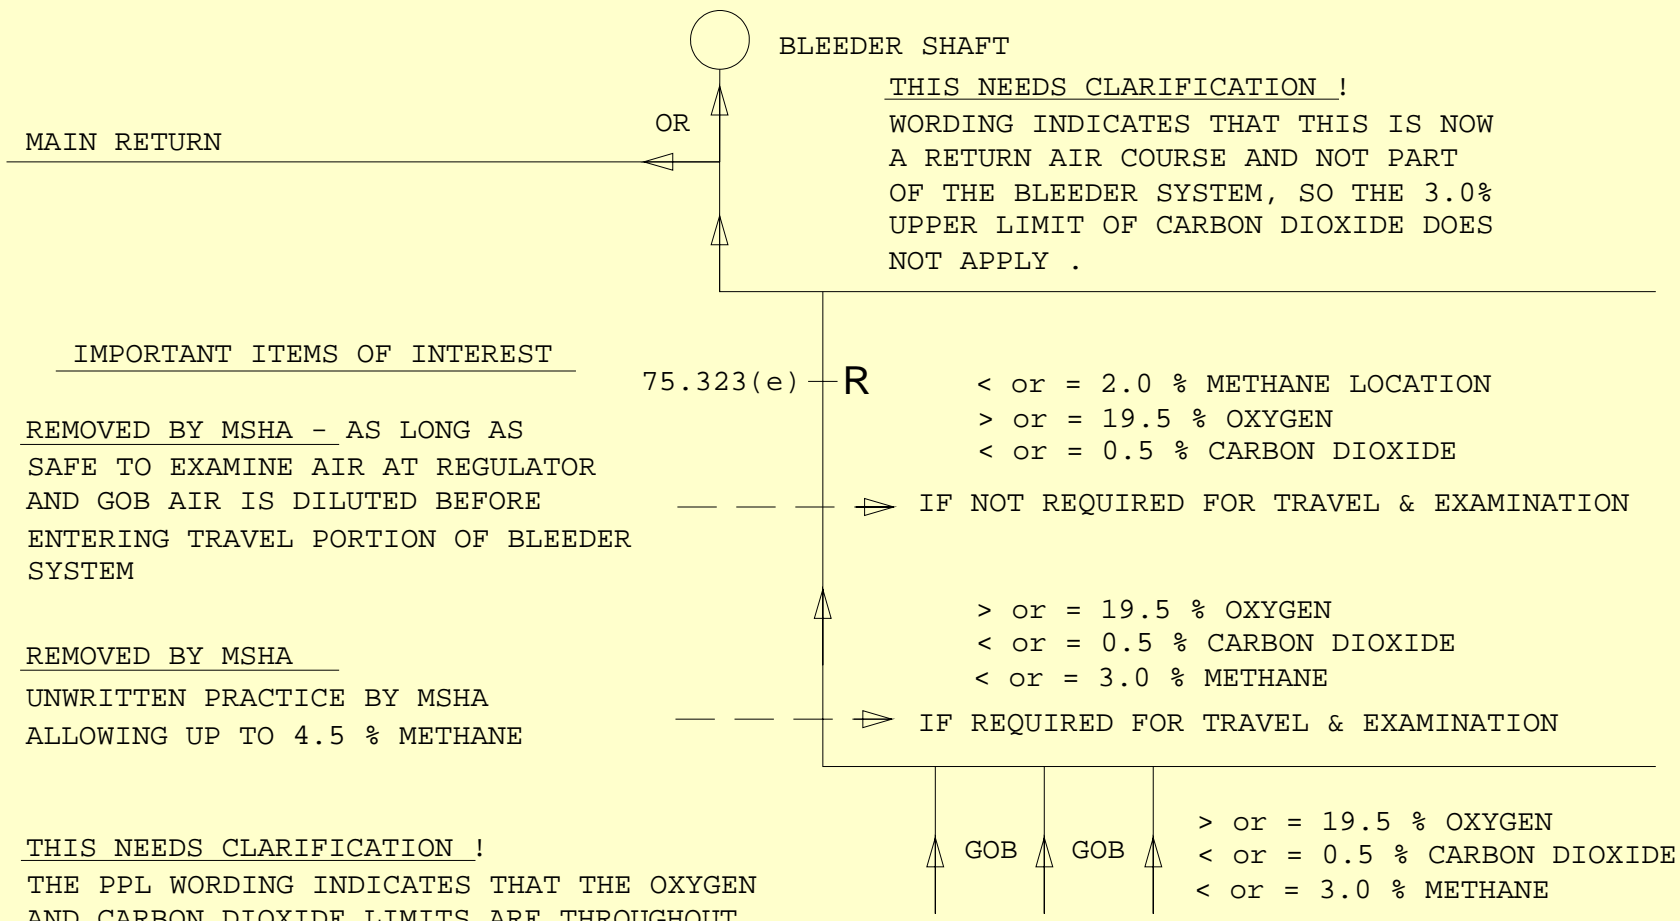 BLEEDER SHAFT
THIS NEEDS CLARIFICATION !
WORDING INDICATES THAT THIS IS NOW
A RETURN AIR COURSE AND NOT PART
OF THE BLEEDER SYSTEM, SO THE 3.0%
UPPER LIMIT OF CARBON DIOXIDE DOES
NOT APPLY .
OR
MAIN RETURN
IMPORTANT ITEMS OF INTEREST
75.323(e)
R
< or = 2.0 % METHANE LOCATION
> or = 19.5 % OXYGEN
< or = 0.5 % CARBON DIOXIDE
REMOVED BY MSHA - AS LONG AS
SAFE TO EXAMINE AIR AT REGULATOR
AND GOB AIR IS DILUTED BEFORE
ENTERING TRAVEL PORTION OF BLEEDER
SYSTEM
IF NOT REQUIRED FOR TRAVEL & EXAMINATION
> or = 19.5 % OXYGEN
< or = 0.5 % CARBON DIOXIDE
< or = 3.0 % METHANE
REMOVED BY MSHA
UNWRITTEN PRACTICE BY MSHA
ALLOWING UP TO 4.5 % METHANE
IF REQUIRED FOR TRAVEL & EXAMINATION
GOB
GOB
> or = 19.5 % OXYGEN
< or = 0.5 % CARBON DIOXIDE
< or = 3.0 % METHANE
THIS NEEDS CLARIFICATION !
THE PPL WORDING INDICATES THAT THE OXYGEN
AND CARBON DIOXIDE LIMITS ARE THROUGHOUT